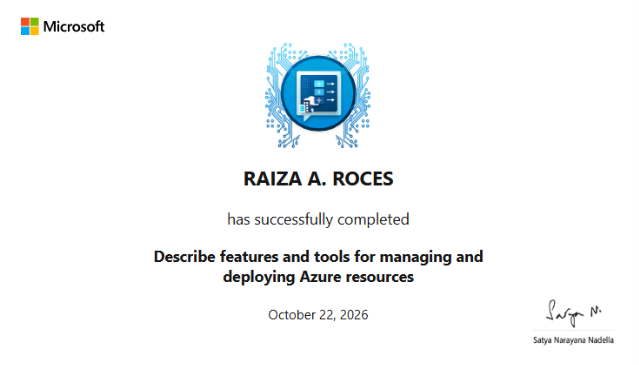 Microsoft
RAIZA A. ROCES
has successfully completed
Describe features and tools for managing and
deploying Azure resources
October 22, 2026
Satya N.
Satya Narayana Nadella